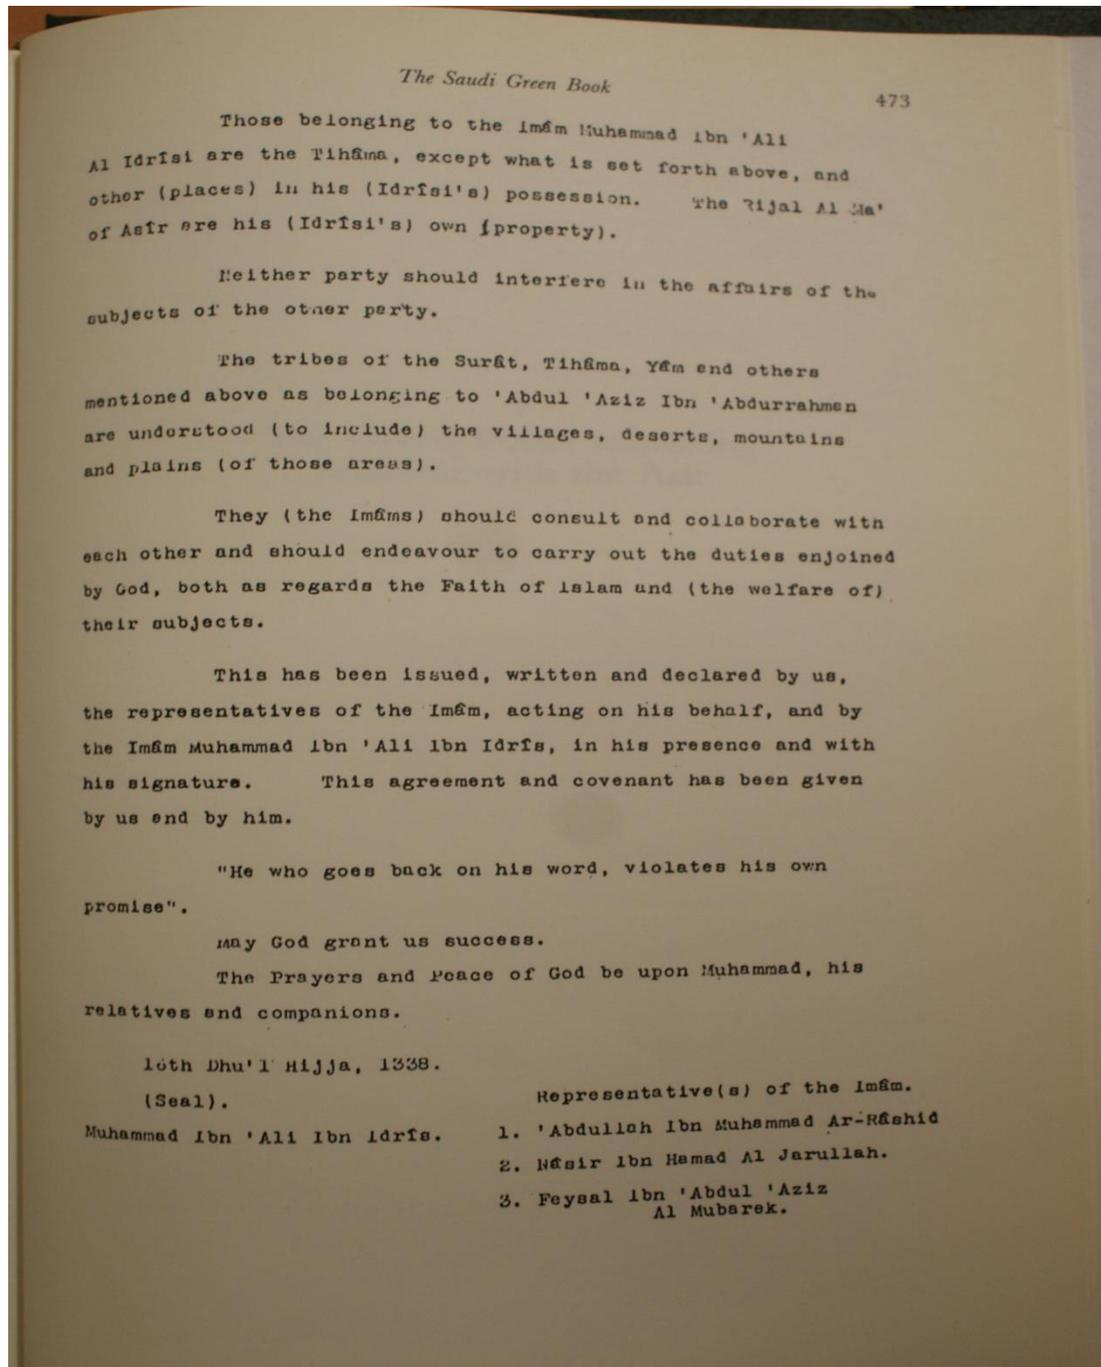 The Saudi Green Book
473
Those belonging to the Imâm Muhammad Ibn 'Ali
Al Idrîsi are the Tihâma, except what is set forth above, and
other (places) in his (Idrîsi's) possession. The Rijal Al Ma'
of Asîr are his (Idrîsi's) own (property).
Neither party should interfere in the affairs of the
subjects of the other party.
The tribes of the Surât, Tihâma, Yâm and others
mentioned above as belonging to 'Abdul 'Aziz Ibn 'Abdurrahman
are understood (to include) the villages, deserts, mountains
and plains (of those areas).
They (the Imâms) should consult and collaborate with
each other and should endeavour to carry out the duties enjoined
by God, both as regards the Faith of Islam and (the welfare of)
their subjects.
This has been issued, written and declared by us,
the representatives of the Imâm, acting on his behalf, and by
the Imâm Muhammad Ibn 'Ali Ibn Idrîs, in his presence and with
his signature. This agreement and covenant has been given
by us and by him.
"He who goes back on his word, violates his own
promise".
May God grant us success.
The Prayers and Peace of God be upon Muhammad, his
relatives and companions.
16th Dhu'l Hijja, 1338.
(Seal).
Muhammad Ibn 'Ali Ibn Idrîs.
Representative(s) of the Imâm.
1. 'Abdullah Ibn Muhammad Ar-Râshid
2. Nâsir Ibn Hamad Al Jarullah.
3. Feysal Ibn 'Abdul 'Aziz
Al Mubarek.